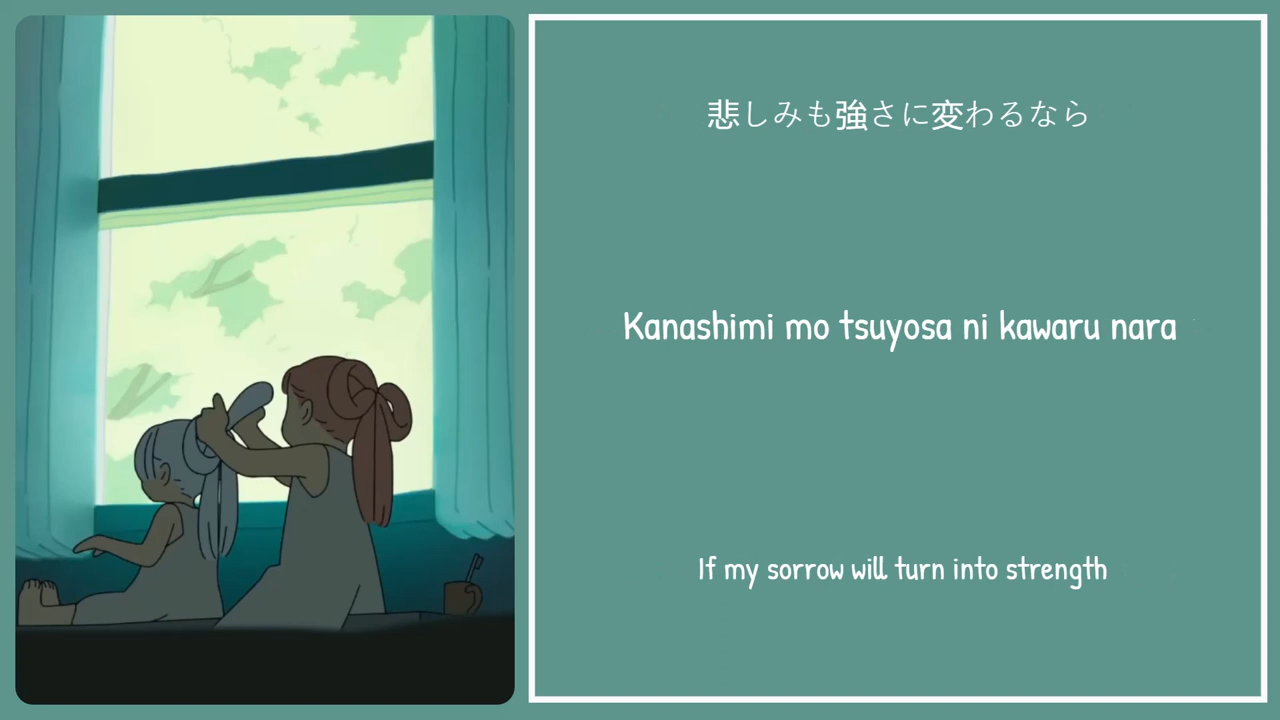 悲しみも強さに変わるなら
Kanashimi mo tsuyosa ni kawaru nara
If my sorrow will turn into strength